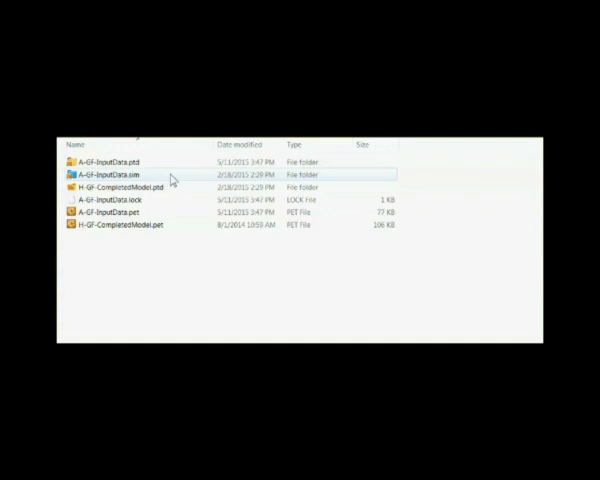 Name Date modified Type Size
A-GF-InputData.ptd 5/11/2015 3:47 PM File folder
A-GF-InputData.sim 2/18/2015 2:29 PM File folder
H-GF-CompletedModel.ptd 2/18/2015 2:29 PM File folder
A-GF-InputData.lock 5/11/2015 3:47 PM LOCK File 1 KB
A-GF-InputData.pet 5/11/2015 3:47 PM PET File 77 KB
H-GF-CompletedModel.pet 8/1/2014 10:59 AM PET File 106 KB